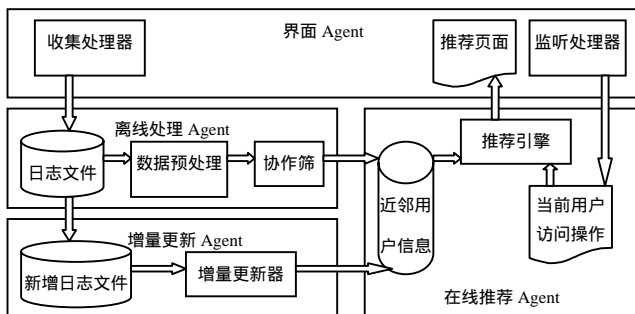 界面 Agent
收集处理器
推荐页面
监听处理器
离线处理 Agent
日志文件
数据预处理
协作筛
推荐引擎
近邻用
户信息
当前用户
访问操作
增量更新 Agent
新增日志文件
增量更新器
在线推荐 Agent